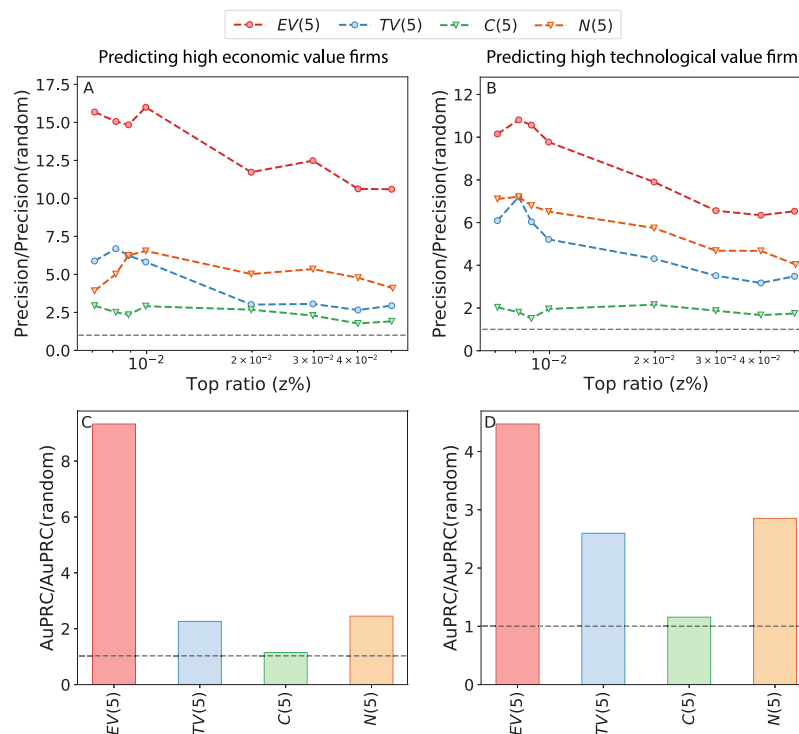 EV(5) TV(5) C(5) N(5)
Predicting high economic value firms
Predicting high technological value firm
A
17.5
15.0
12.5
10.0
7.5
5.0
2.5
0.0
Precision/Precision(random)
10⁻² 2 × 10⁻² 3 × 10⁻² 4 × 10⁻²
Top ratio (z%)
B
12
10
8
6
4
2
0
Precision/Precision(random)
10⁻² 2 × 10⁻² 3 × 10⁻² 4 × 10⁻²
Top ratio (z%)
C
8
6
4
2
0
AuPRC/AuPRC(random)
EV(5) TV(5) C(5) N(5)
D
4
3
2
1
0
AuPRC/AuPRC(random)
EV(5) TV(5) C(5) N(5)